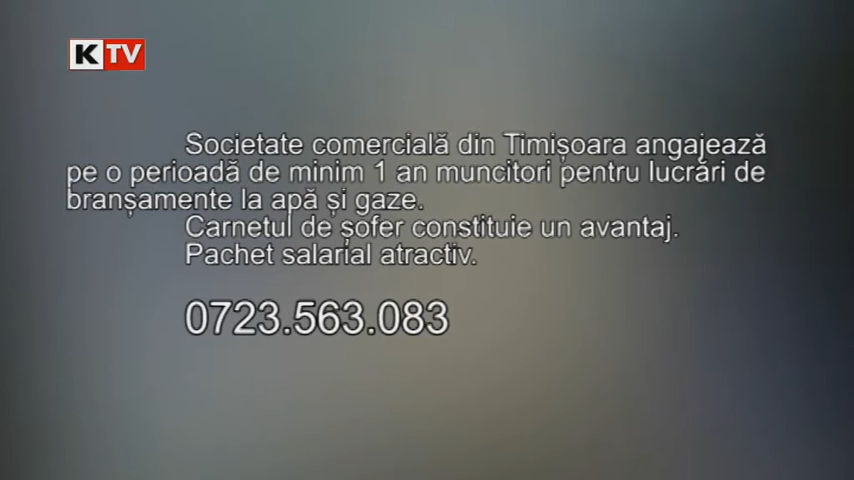 KTV
Societate comercială din Timișoara angajează
pe o perioadă de minim 1 an muncitori pentru lucrări de
branșamente la apă și gaze.
Carnetul de șofer constituie un avantaj.
Pachet salarial atractiv.
0723.563.083